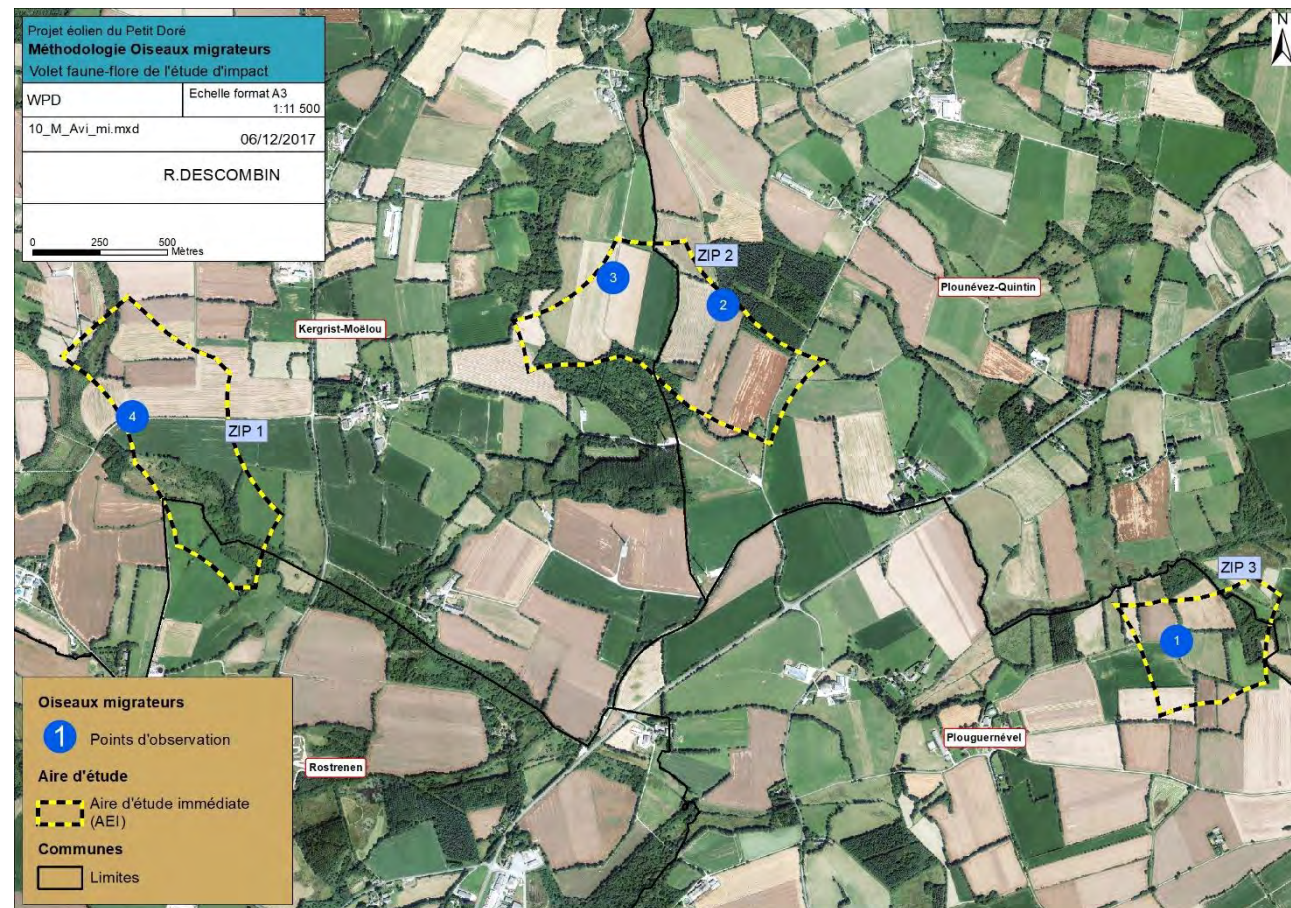 Projet éolien du Petit Doré
Méthodologie Oiseaux migrateurs
Volet faune-flore de l'étude d'impact
WPD
Echelle format A3
1:11 500
10_M_Avi_mi.mxd
06/12/2017
R.DESCOMBIN
0 250 500
Mètres
N
ZIP 2
3
2
Plounévez-Quintin
Kergrist-Moëlou
4
ZIP 1
ZIP 3
1
Plouguernével
Rostrenen
Oiseaux migrateurs
1 Points d'observation
Aire d'étude
Aire d'étude immédiate
(AEI)
Communes
Limites